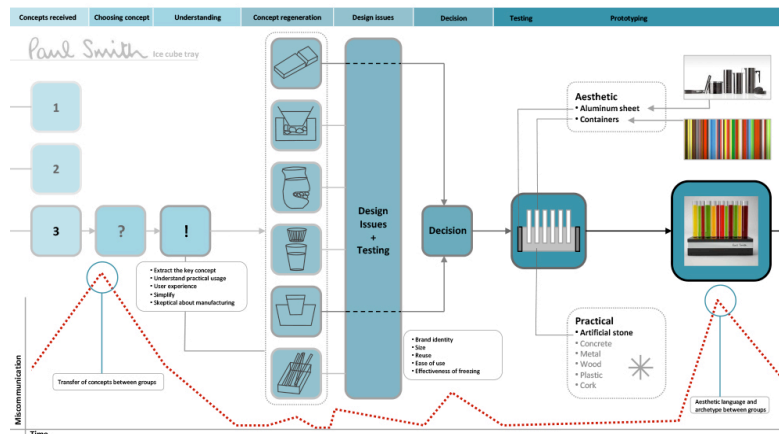 Concepts received
Choosing concept
Understanding
Concept regeneration
Design issues
Decision
Testing
Prototyping
Paul Smith
Ice cube tray
1
2
3
?
!
• Extract the key concept
• Understand practical usage
• User experience
• Simplify
• Skeptical about manufacturing
Design
Issues
+
Testing
Decision
Aesthetic
• Aluminum sheet
• Containers
Practical
• Artificial stone
• Concrete
• Metal
• Wood
• Plastic
• Cork
• Brand identity
• Size
• Reuse
• Ease of use
• Effectiveness of freezing
Transfer of concepts between groups
Aesthetic language and
archetype between groups
Miscommunication
Time